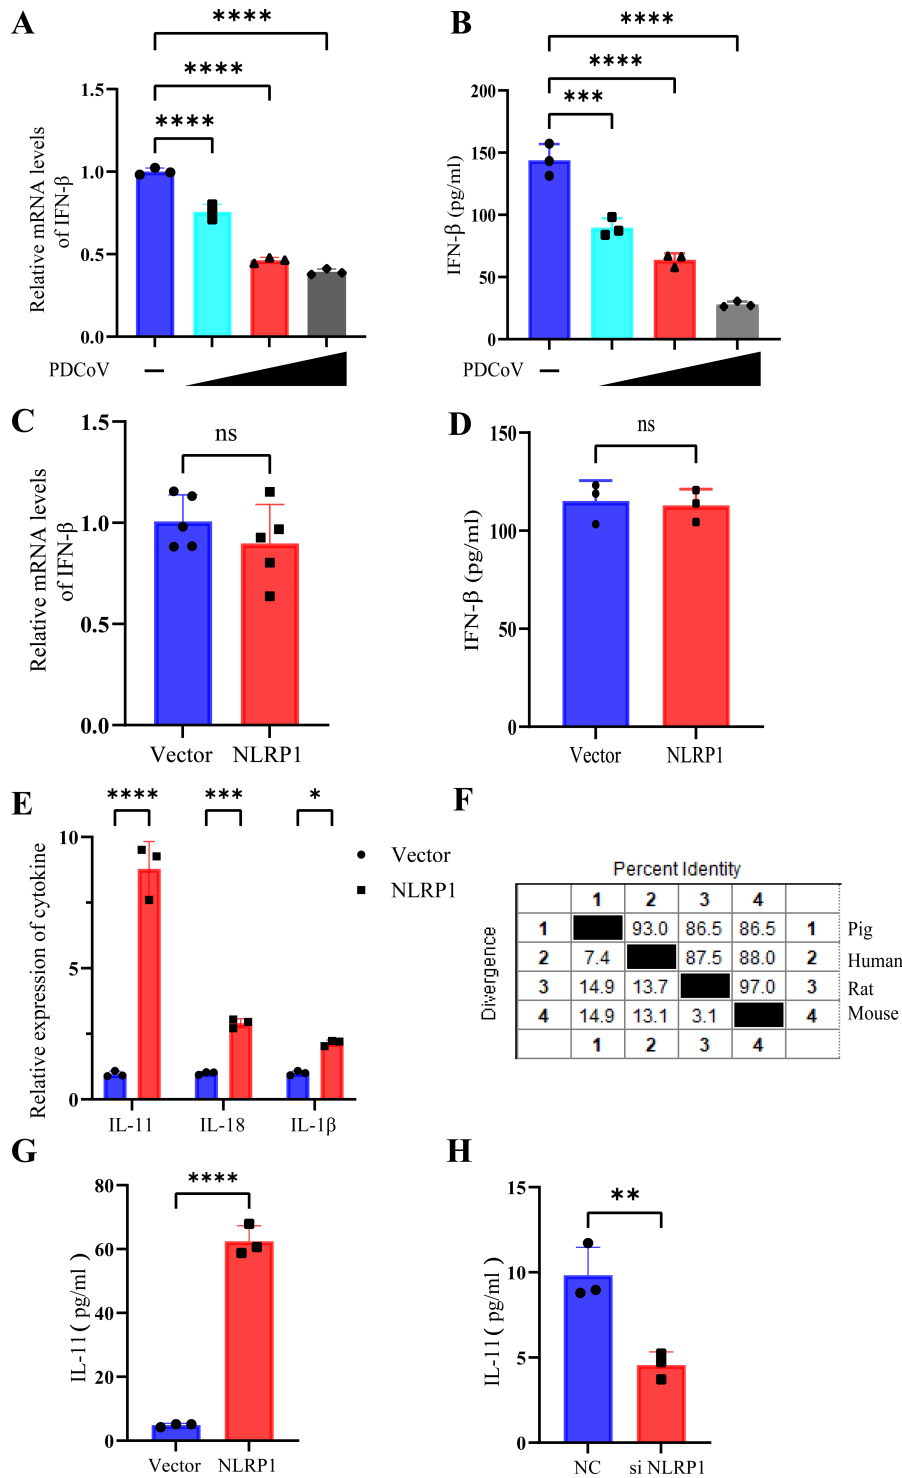 A
****
****
****
1.5
1.0
0.5
0.0
Relative mRNA levels
of IFN-β
PDCoV
—
B
****
****
***
200
150
100
50
0
IFN-β (pg/ml)
PDCoV
—
C
ns
1.5
1.0
0.5
0.0
Relative mRNA levels
of IFN-β
Vector
NLRP1
D
ns
150
100
50
0
IFN-β (pg/ml)
Vector
NLRP1
E
****
***
*
10
5
0
Relative expression of cytokine
IL-11
IL-18
IL-1β
Vector
NLRP1
F
Percent Identity
Divergence
1 2 3 4
1 93.0 86.5 86.5 1 Pig
2 7.4 87.5 88.0 2 Human
3 14.9 13.7 97.0 3 Rat
4 14.9 13.1 3.1 4 Mouse
1 2 3 4
G
****
80
60
40
20
0
IL-11( pg/ml )
Vector
NLRP1
H
**
15
10
5
0
IL-11( pg/ml )
NC
si NLRP1